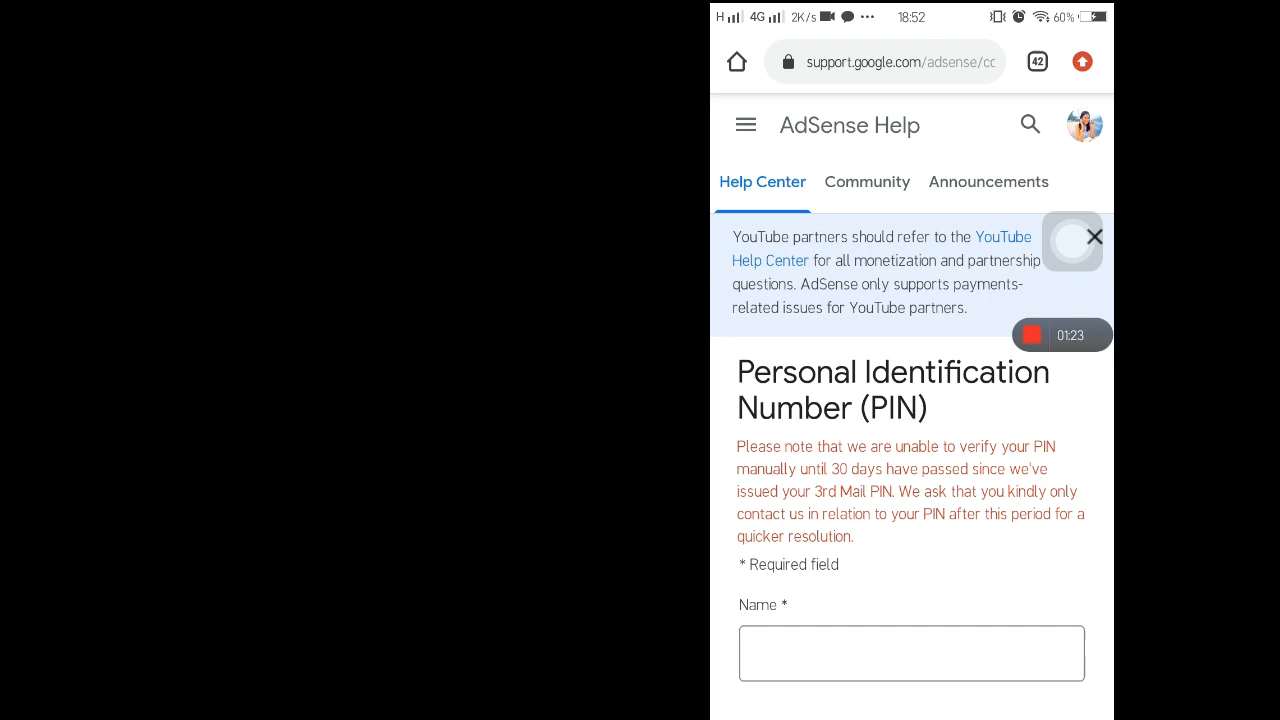 H 4G 2K/s 18:52 60%
support.google.com/adsense/cc
42
AdSense Help
Help Center Community Announcements
YouTube partners should refer to the YouTube
Help Center for all monetization and partnership
questions. AdSense only supports payments-
related issues for YouTube partners.
01:23
Personal Identification
Number (PIN)
Please note that we are unable to verify your PIN
manually until 30 days have passed since we've
issued your 3rd Mail PIN. We ask that you kindly only
contact us in relation to your PIN after this period for a
quicker resolution.
* Required field
Name *